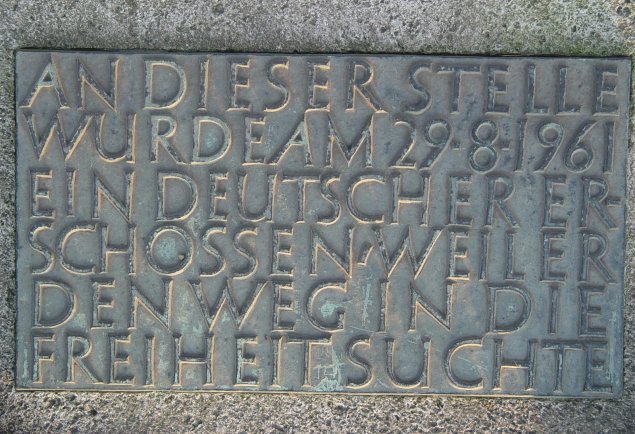 AN DIESER STELLE
WURDE AM 29·8·1961
EIN DEUTSCHER ER-
SCHOSSEN, WEIL ER
DEN WEG IN DIE
FREIHEIT SUCHTE